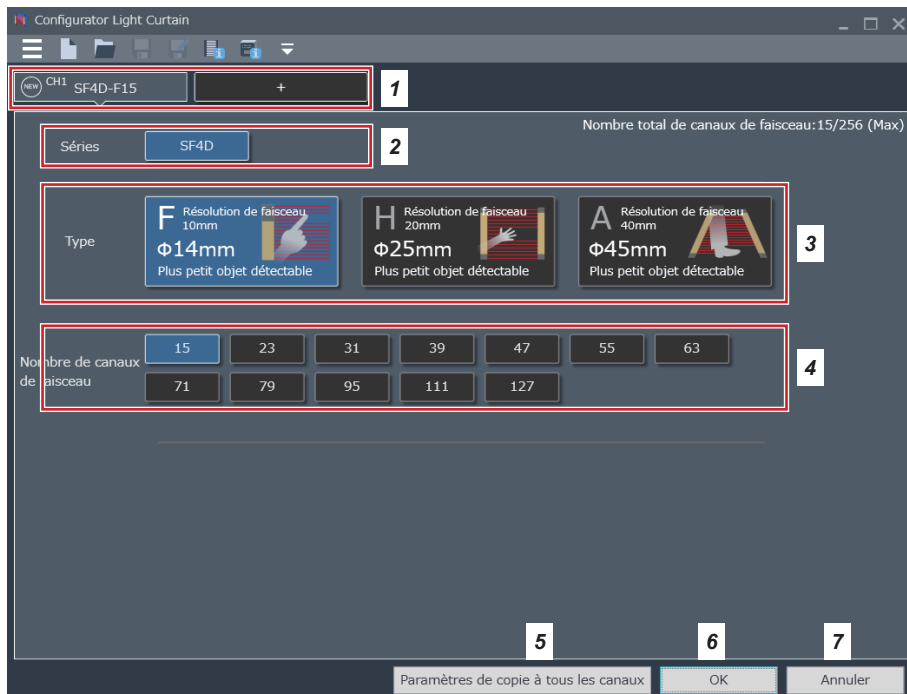 Configurator Light Curtain
NEW CH1 SF4D-F15
+
1
Nombre total de canaux de faisceau:15/256 (Max)
Séries
SF4D
2
Type
F Résolution de faisceau
10mm
Φ14mm
Plus petit objet détectable
H Résolution de faisceau
20mm
Φ25mm
Plus petit objet détectable
A Résolution de faisceau
40mm
Φ45mm
Plus petit objet détectable
3
Nombre de canaux
de faisceau
15 23 31 39 47 55 63
71 79 95 111 127
4
5 6 7
Paramètres de copie à tous les canaux
OK
Annuler